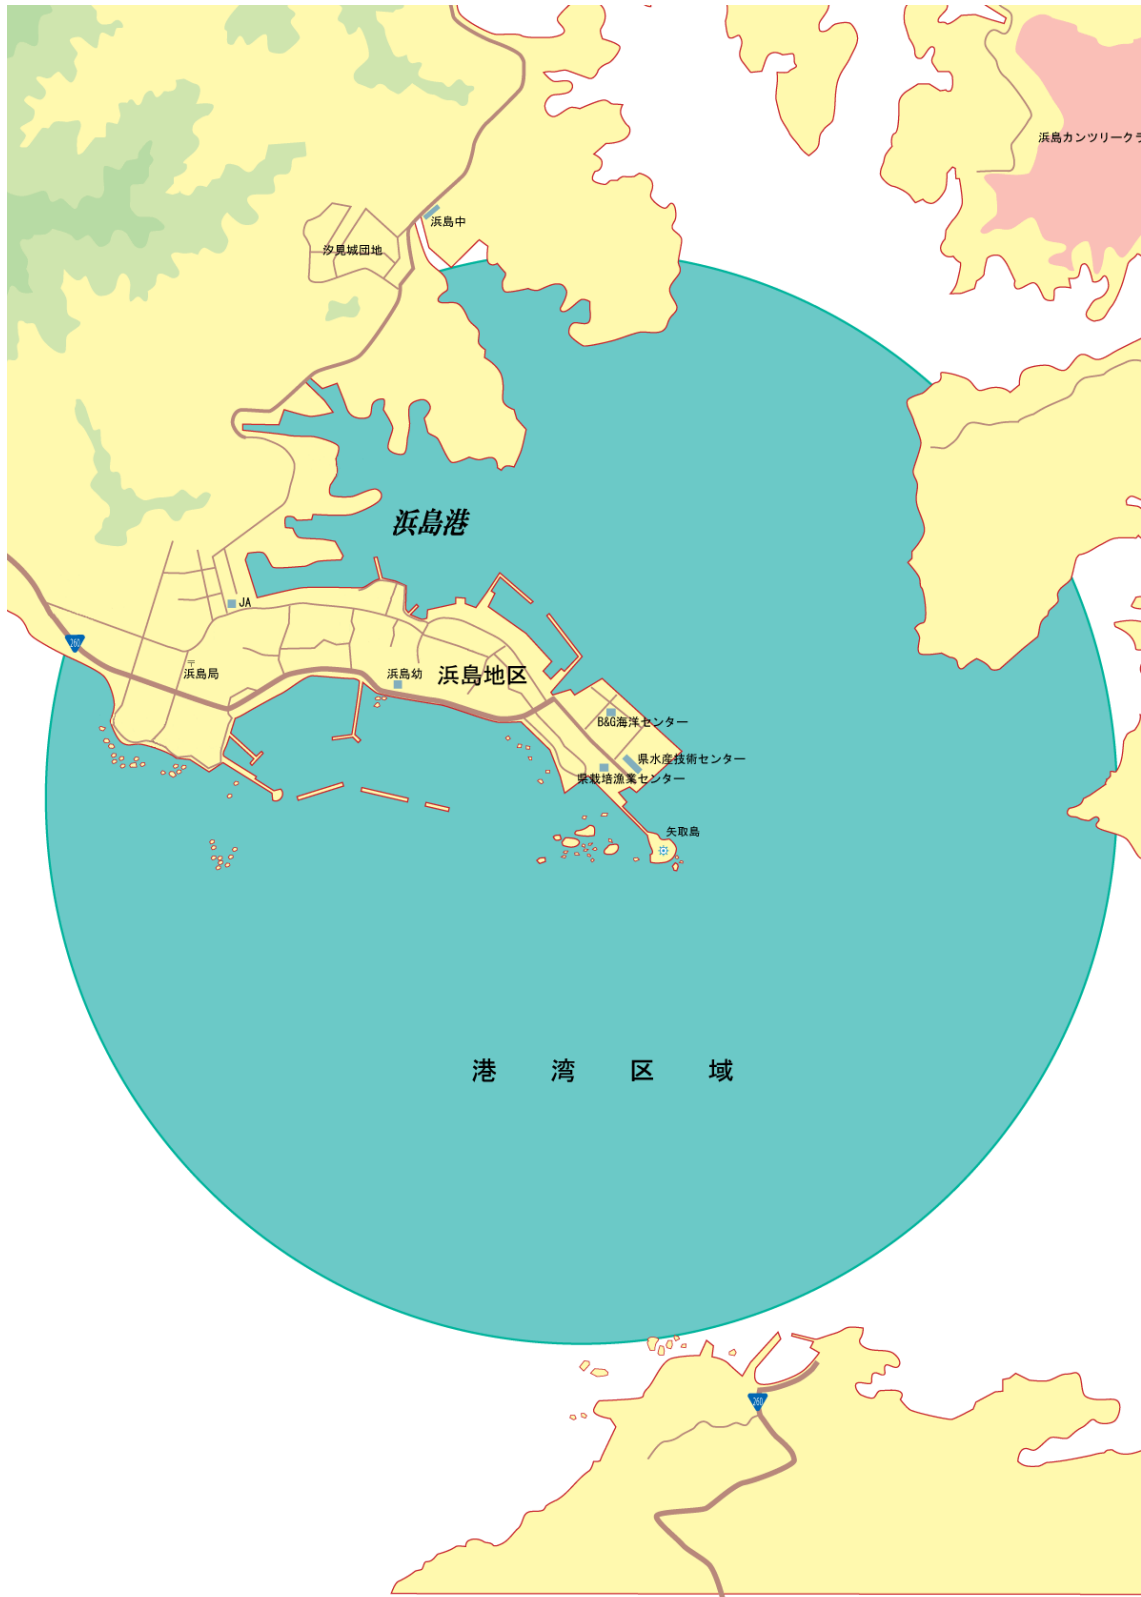 浜島カンツリークラ
浜島中
汐見城団地
浜島港
JA
260
〒
浜島局
浜島幼
浜島地区
B&G海洋センター
県水産技術センター
県栽培漁業センター
矢取島
港湾区域
260